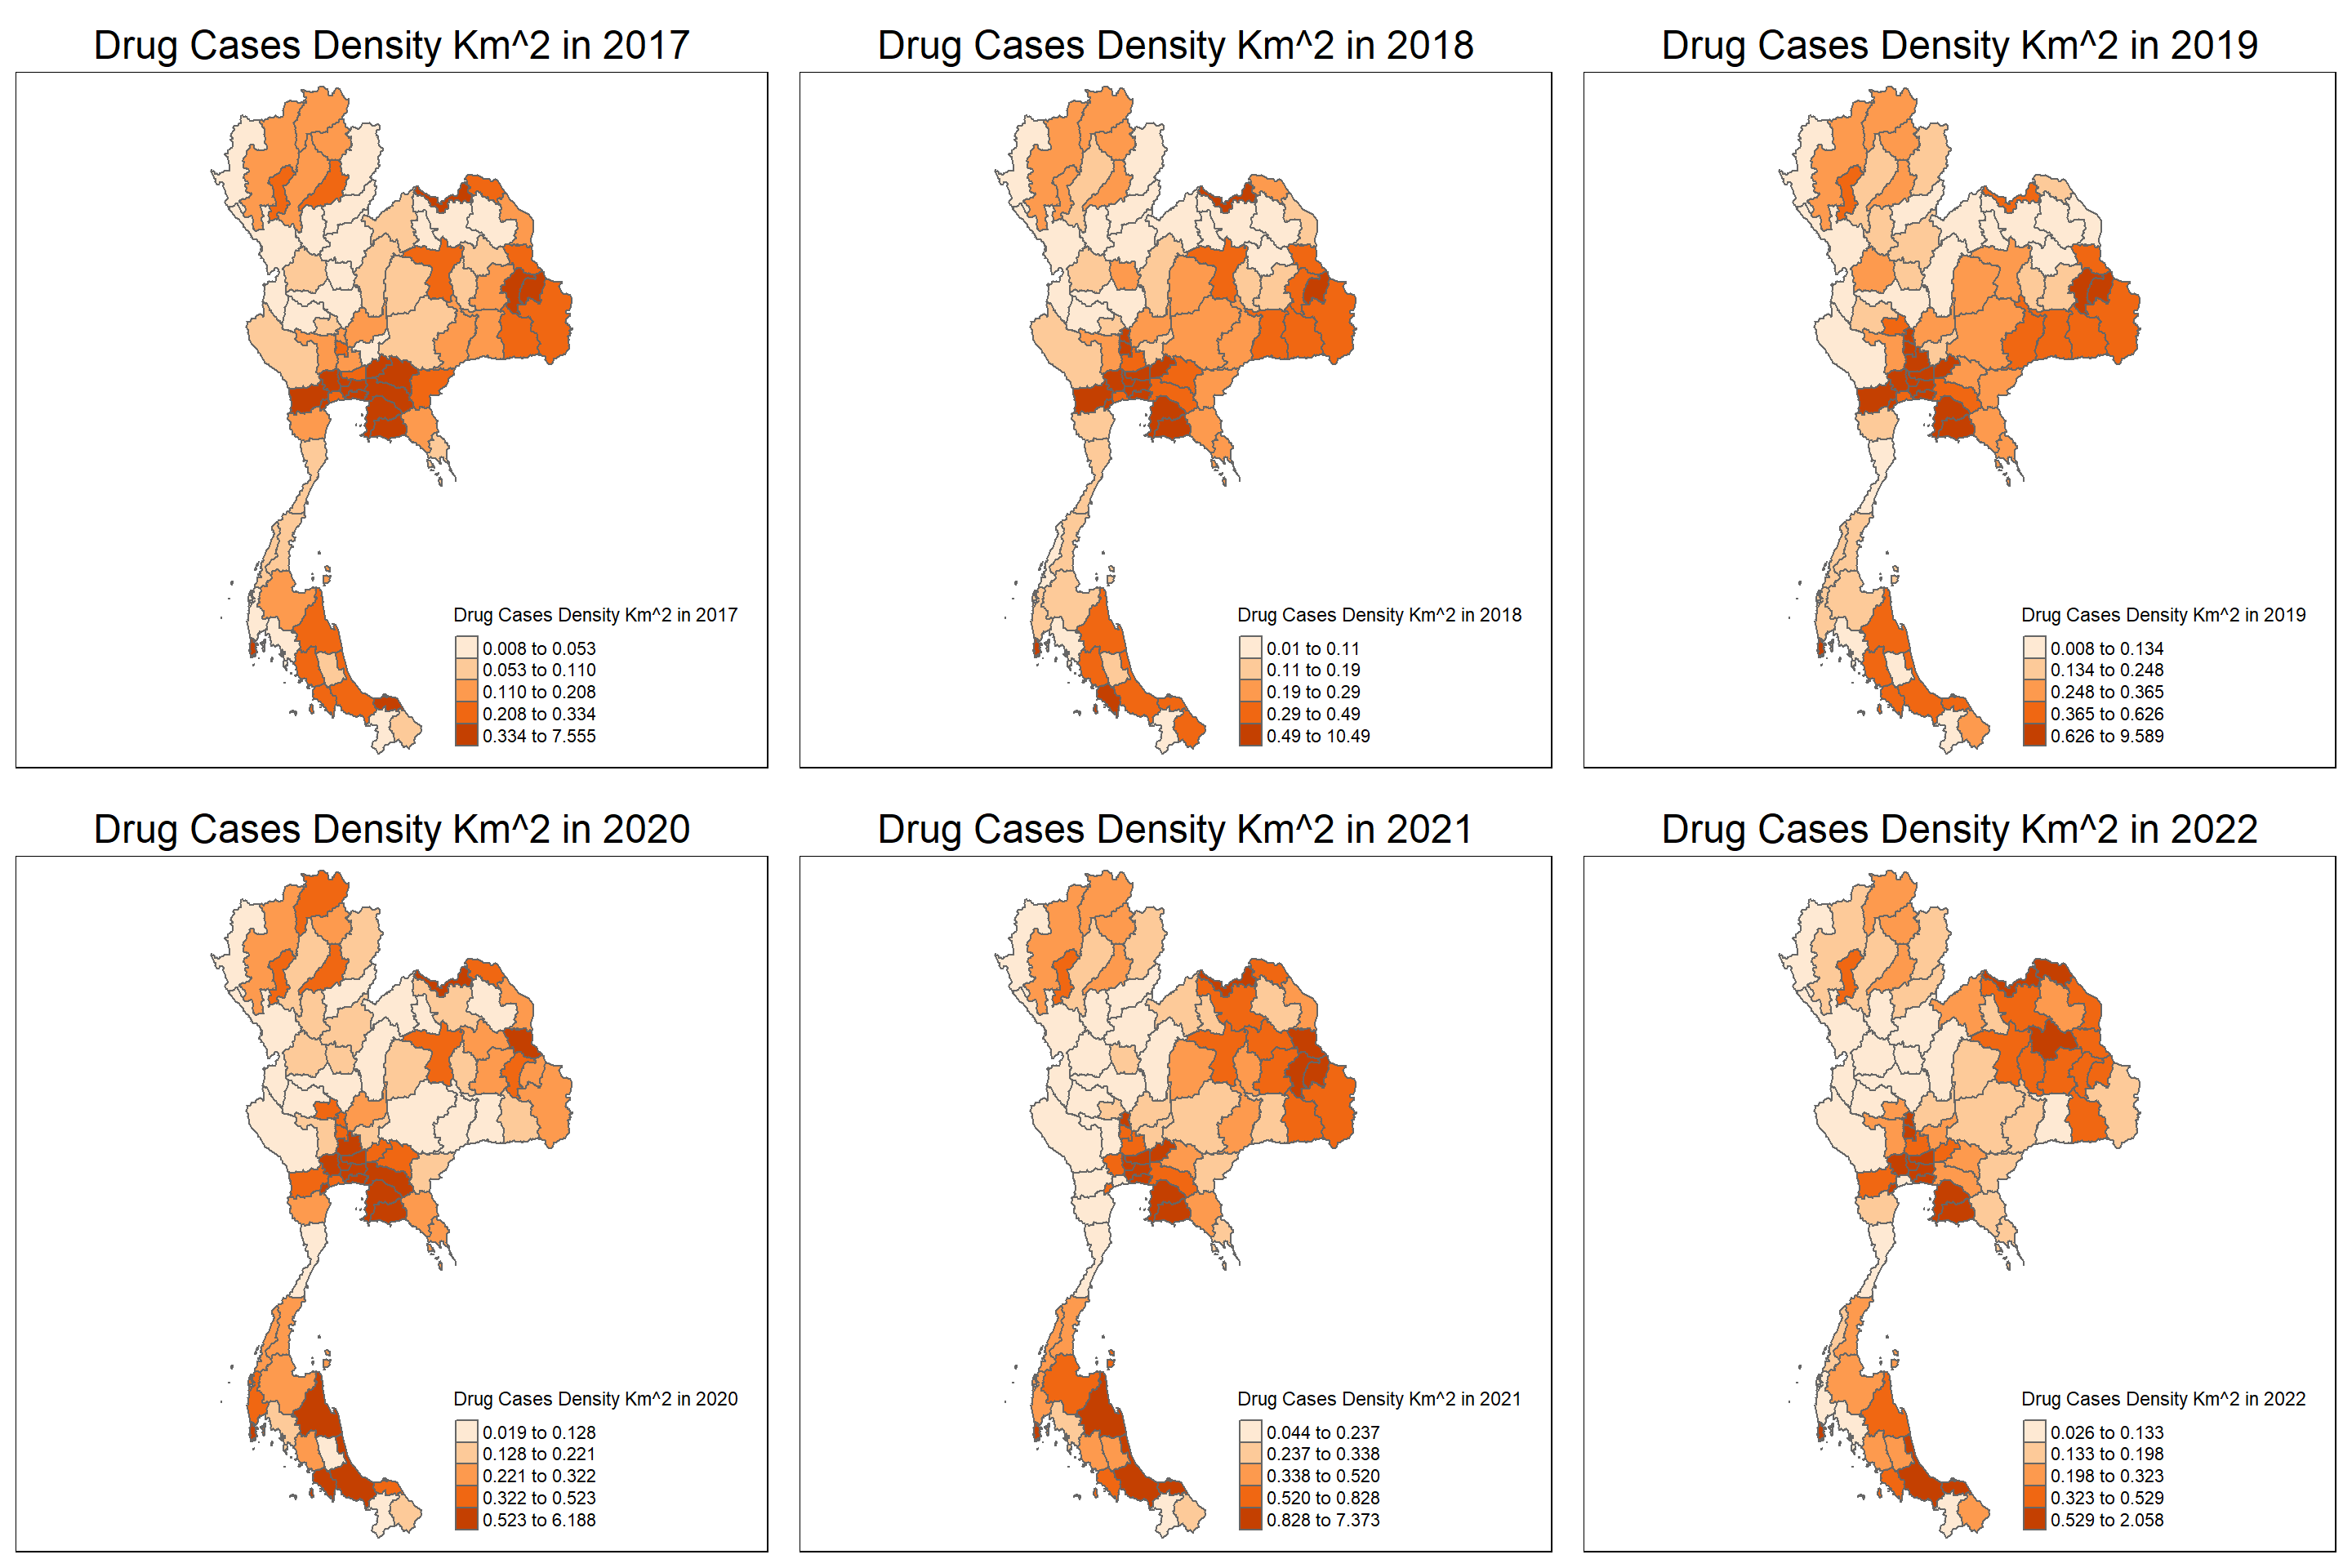 Drug Cases Density Km^2 in 2017
Drug Cases Density Km^2 in 2017
0.008 to 0.053
0.053 to 0.110
0.110 to 0.208
0.208 to 0.334
0.334 to 7.555
Drug Cases Density Km^2 in 2018
Drug Cases Density Km^2 in 2018
0.01 to 0.11
0.11 to 0.19
0.19 to 0.29
0.29 to 0.49
0.49 to 10.49
Drug Cases Density Km^2 in 2019
Drug Cases Density Km^2 in 2019
0.008 to 0.134
0.134 to 0.248
0.248 to 0.365
0.365 to 0.626
0.626 to 9.589
Drug Cases Density Km^2 in 2020
Drug Cases Density Km^2 in 2020
0.019 to 0.128
0.128 to 0.221
0.221 to 0.322
0.322 to 0.523
0.523 to 6.188
Drug Cases Density Km^2 in 2021
Drug Cases Density Km^2 in 2021
0.044 to 0.237
0.237 to 0.338
0.338 to 0.520
0.520 to 0.828
0.828 to 7.373
Drug Cases Density Km^2 in 2022
Drug Cases Density Km^2 in 2022
0.026 to 0.133
0.133 to 0.198
0.198 to 0.323
0.323 to 0.529
0.529 to 2.058